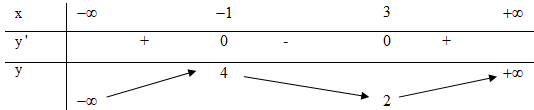 x −∞ −1 3 +∞
y' + 0 - 0 +
y −∞ 4 2 +∞